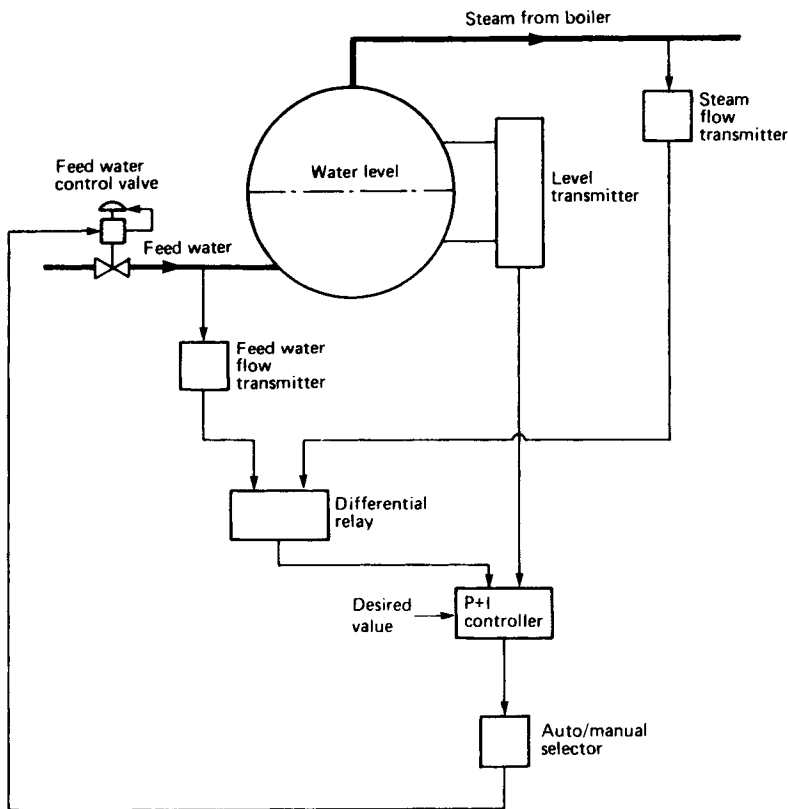 Steam from boiler
Steam
flow
transmitter
Water level
Level
transmitter
Feed water
control valve
Feed water
Feed water
flow
transmitter
Differential
relay
Desired
value
P+I
controller
Auto/manual
selector